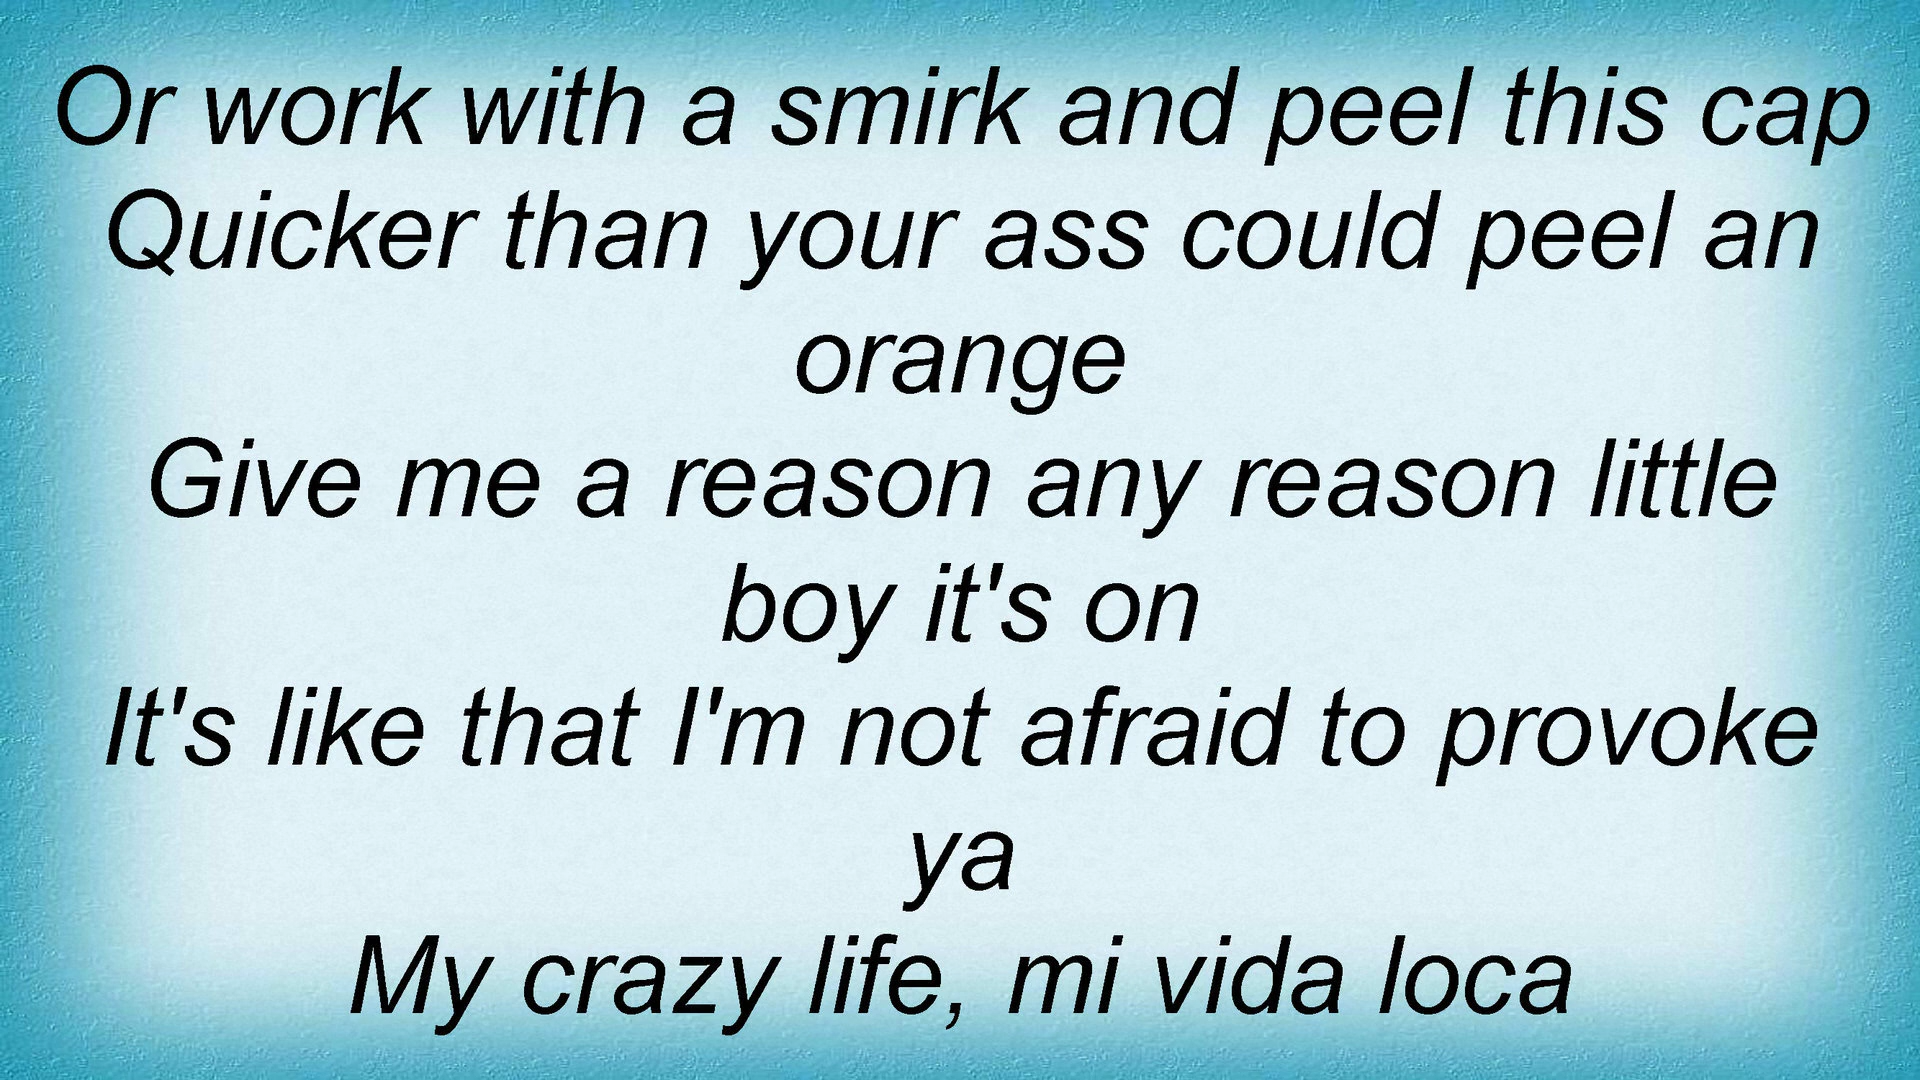 Or work with a smirk and peel this cap
Quicker than your ass could peel an
orange
Give me a reason any reason little
boy it's on
It's like that I'm not afraid to provoke
ya
My crazy life, mi vida loca